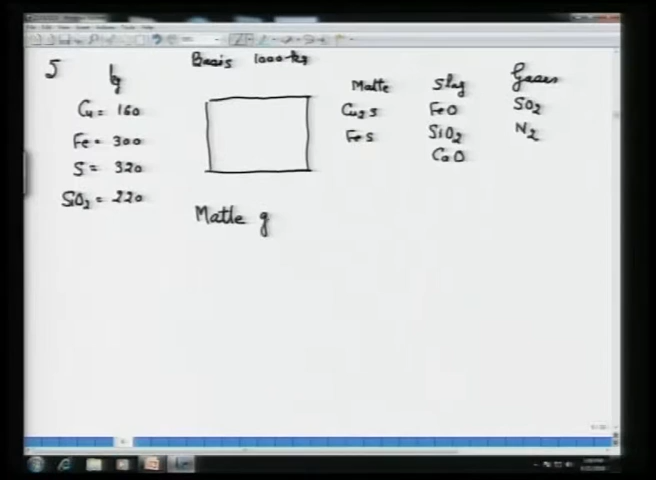 5
kg
Cu = 160
Fe = 300
S = 320
SiO2 = 220
Basis 1000 kg
Matte
Cu2S
FeS
Slag
FeO
SiO2
CaO
Gases
SO2
N2
Matte g